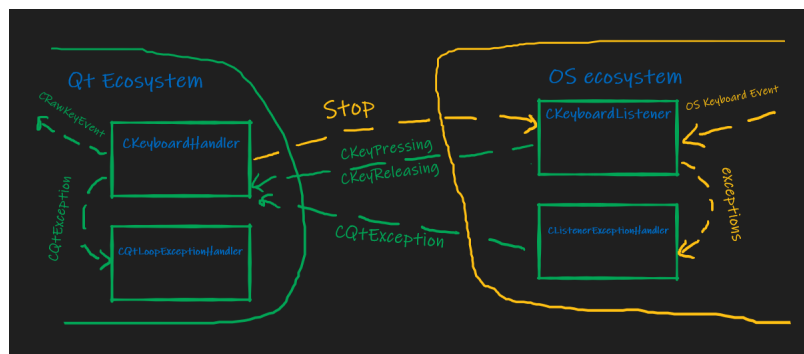 Qt Ecosystem
OS ecosystem
CRawKeyEvent
Stop
OS Keyboard Event
CKeyboardHandler
CKeyboardListener
CKeyPressing
CKeyReleasing
exceptions
CQtException
CQtLoopExceptionHandler
CQtException
CListenerExceptionHandler